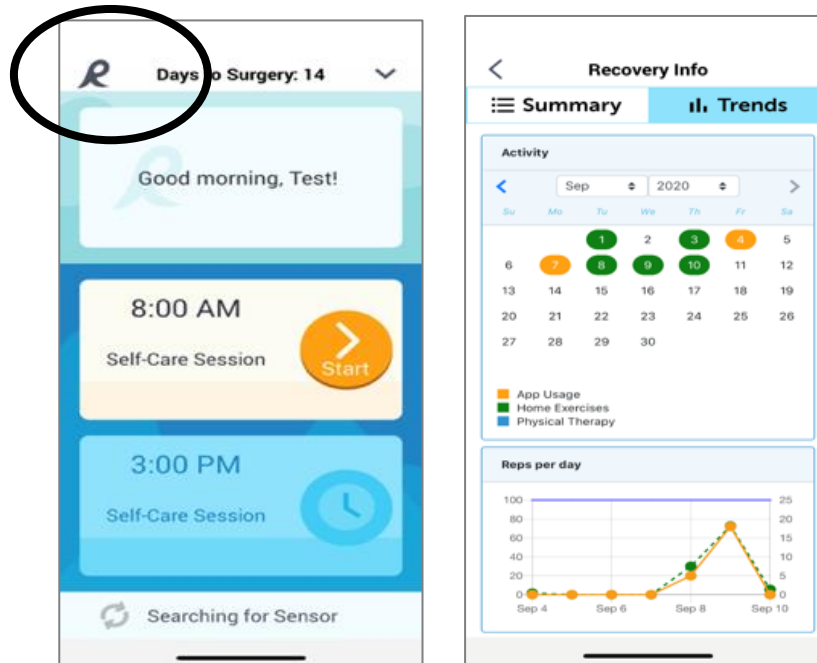 Days to Surgery: 14
Good morning, Test!
8:00 AM
Self-Care Session
Start
3:00 PM
Self-Care Session
Searching for Sensor
Recovery Info
Summary Trends
Activity
Sep 2020
Su Mo Tu We Th Fr Sa
1 2 3 4 5
6 7 8 9 10 11 12
13 14 15 16 17 18 19
20 21 22 23 24 25 26
27 28 29 30
App Usage
Home Exercises
Physical Therapy
Reps per day
100 25
80 20
60 15
40 10
20 5
0 0
Sep 4 Sep 6 Sep 8 Sep 10